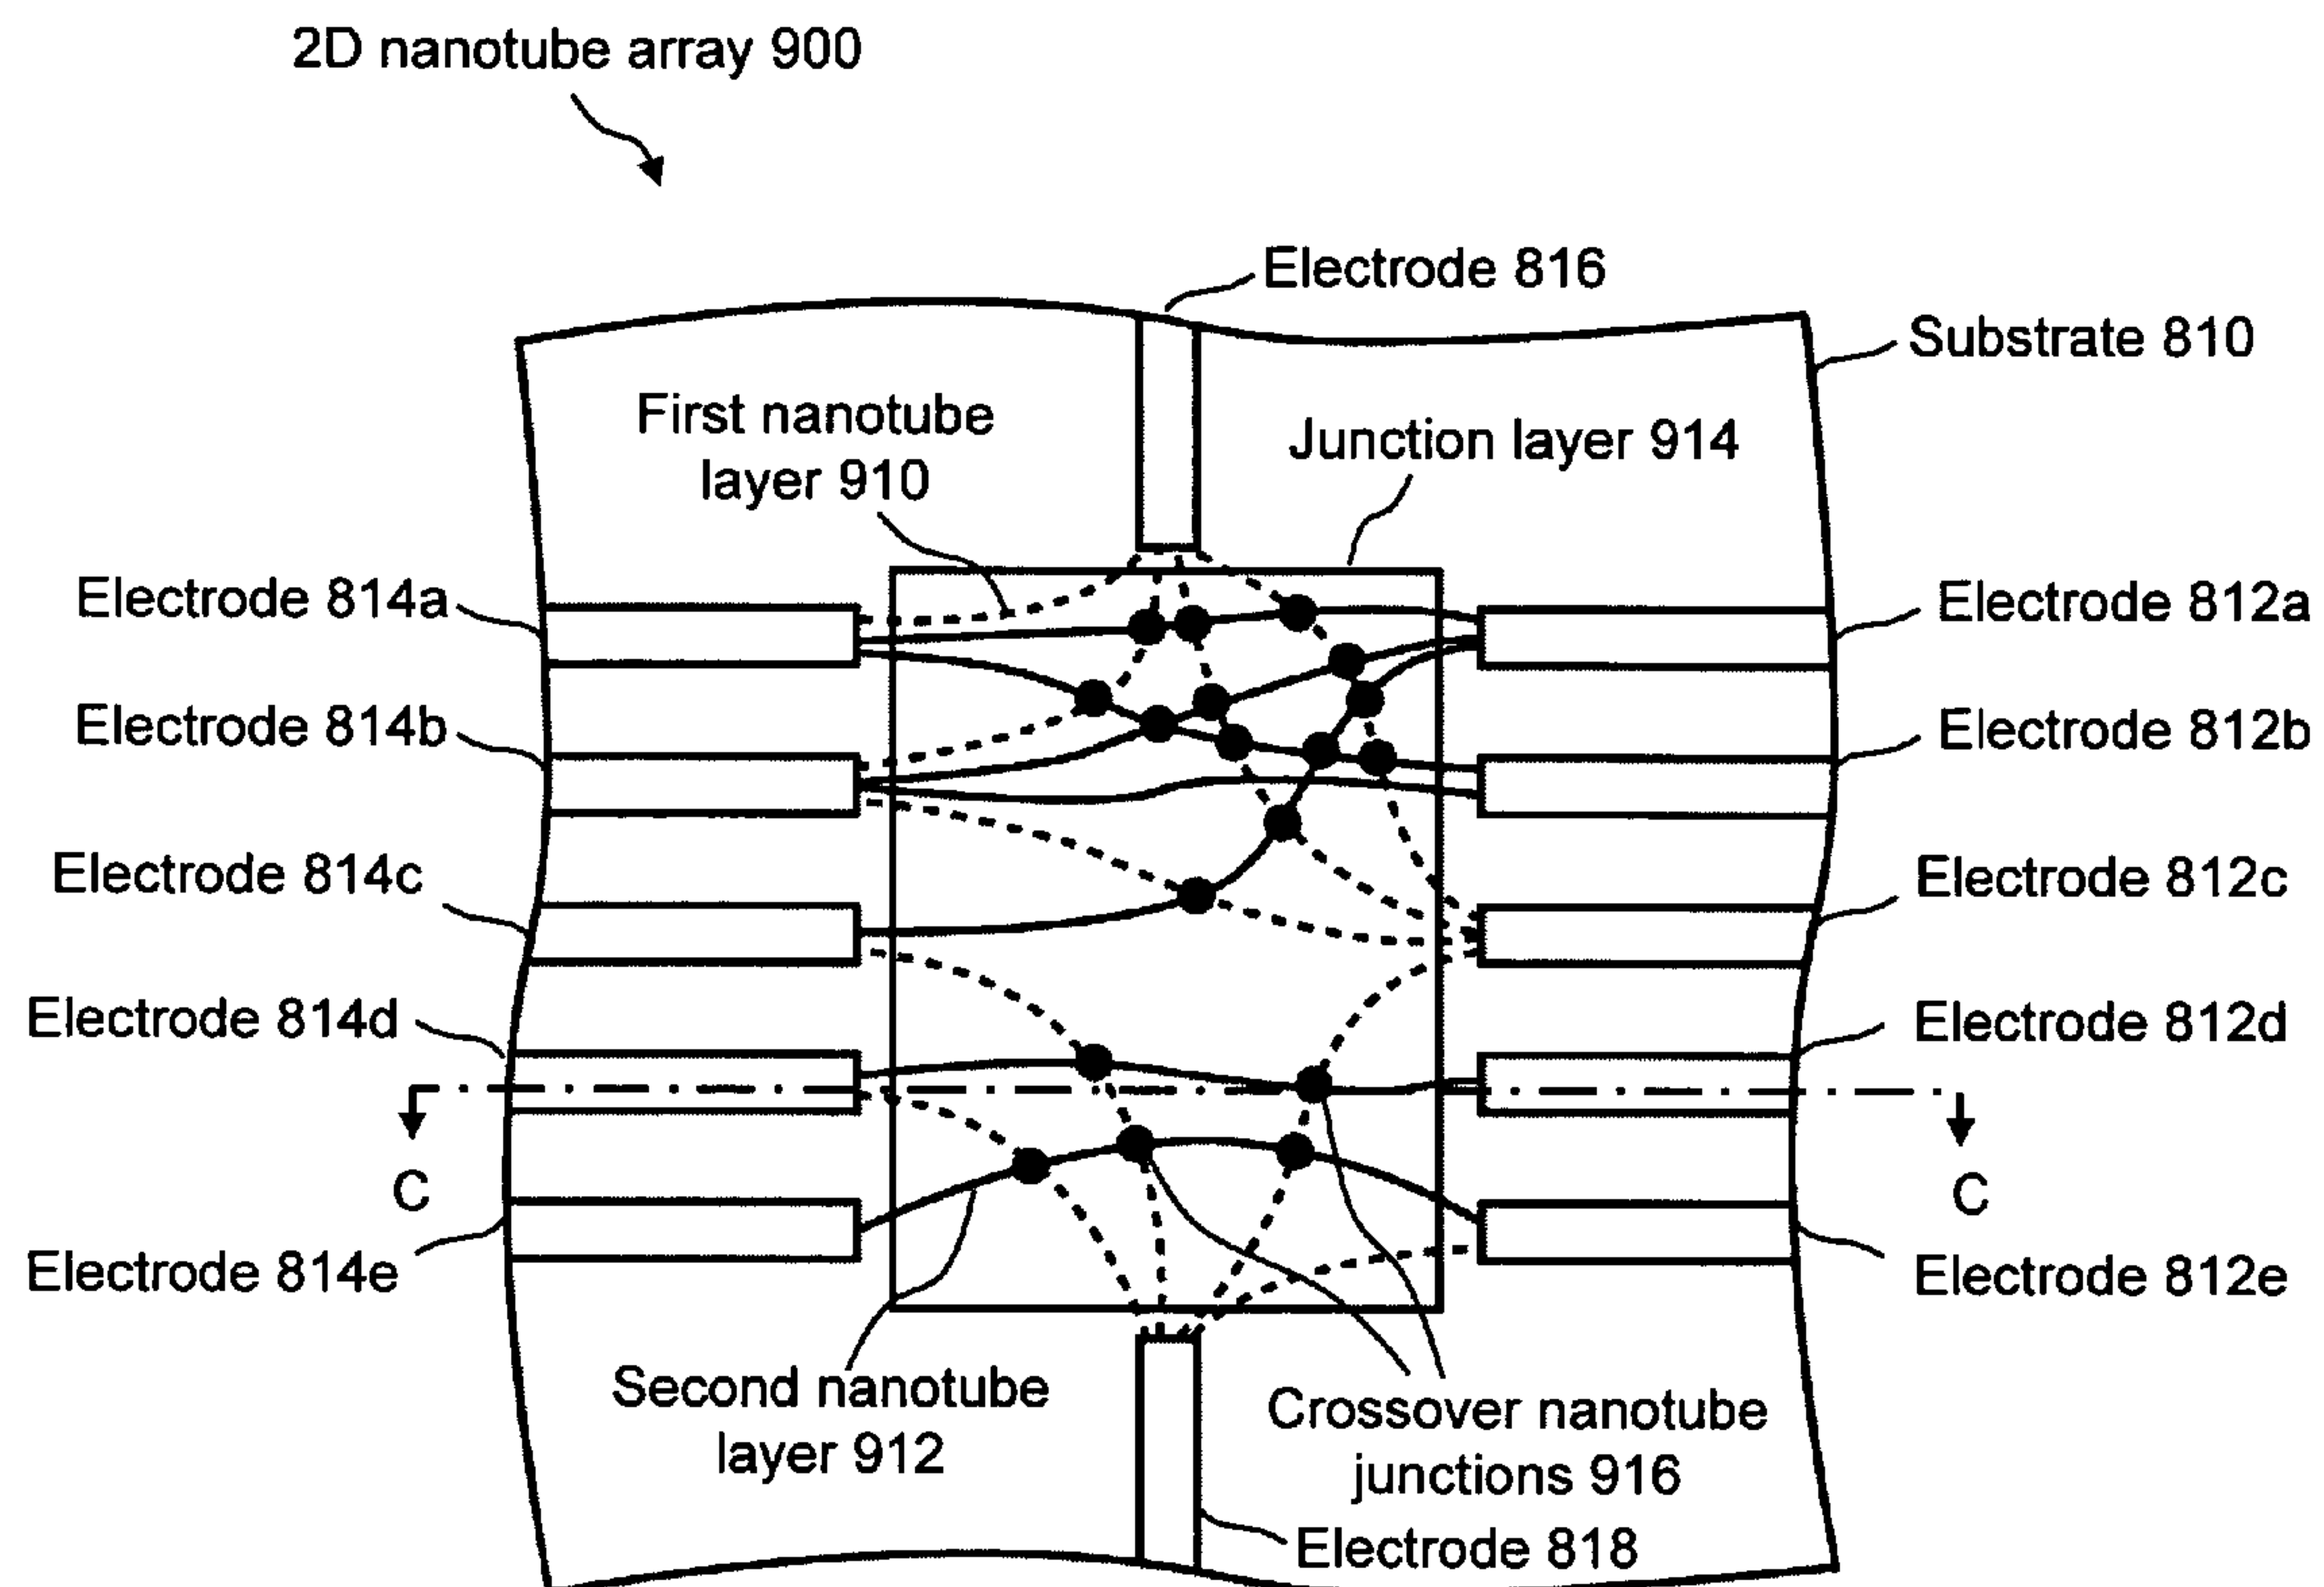 2D nanotube array 900
Electrode 816
Substrate 810
First nanotube
layer 910
Junction layer 914
Electrode 814a
Electrode 812a
Electrode 814b
Electrode 812b
Electrode 814c
Electrode 812c
Electrode 814d
Electrode 812d
C
C
Electrode 814e
Electrode 812e
Second nanotube
layer 912
Crossover nanotube
junctions 916
Electrode 818